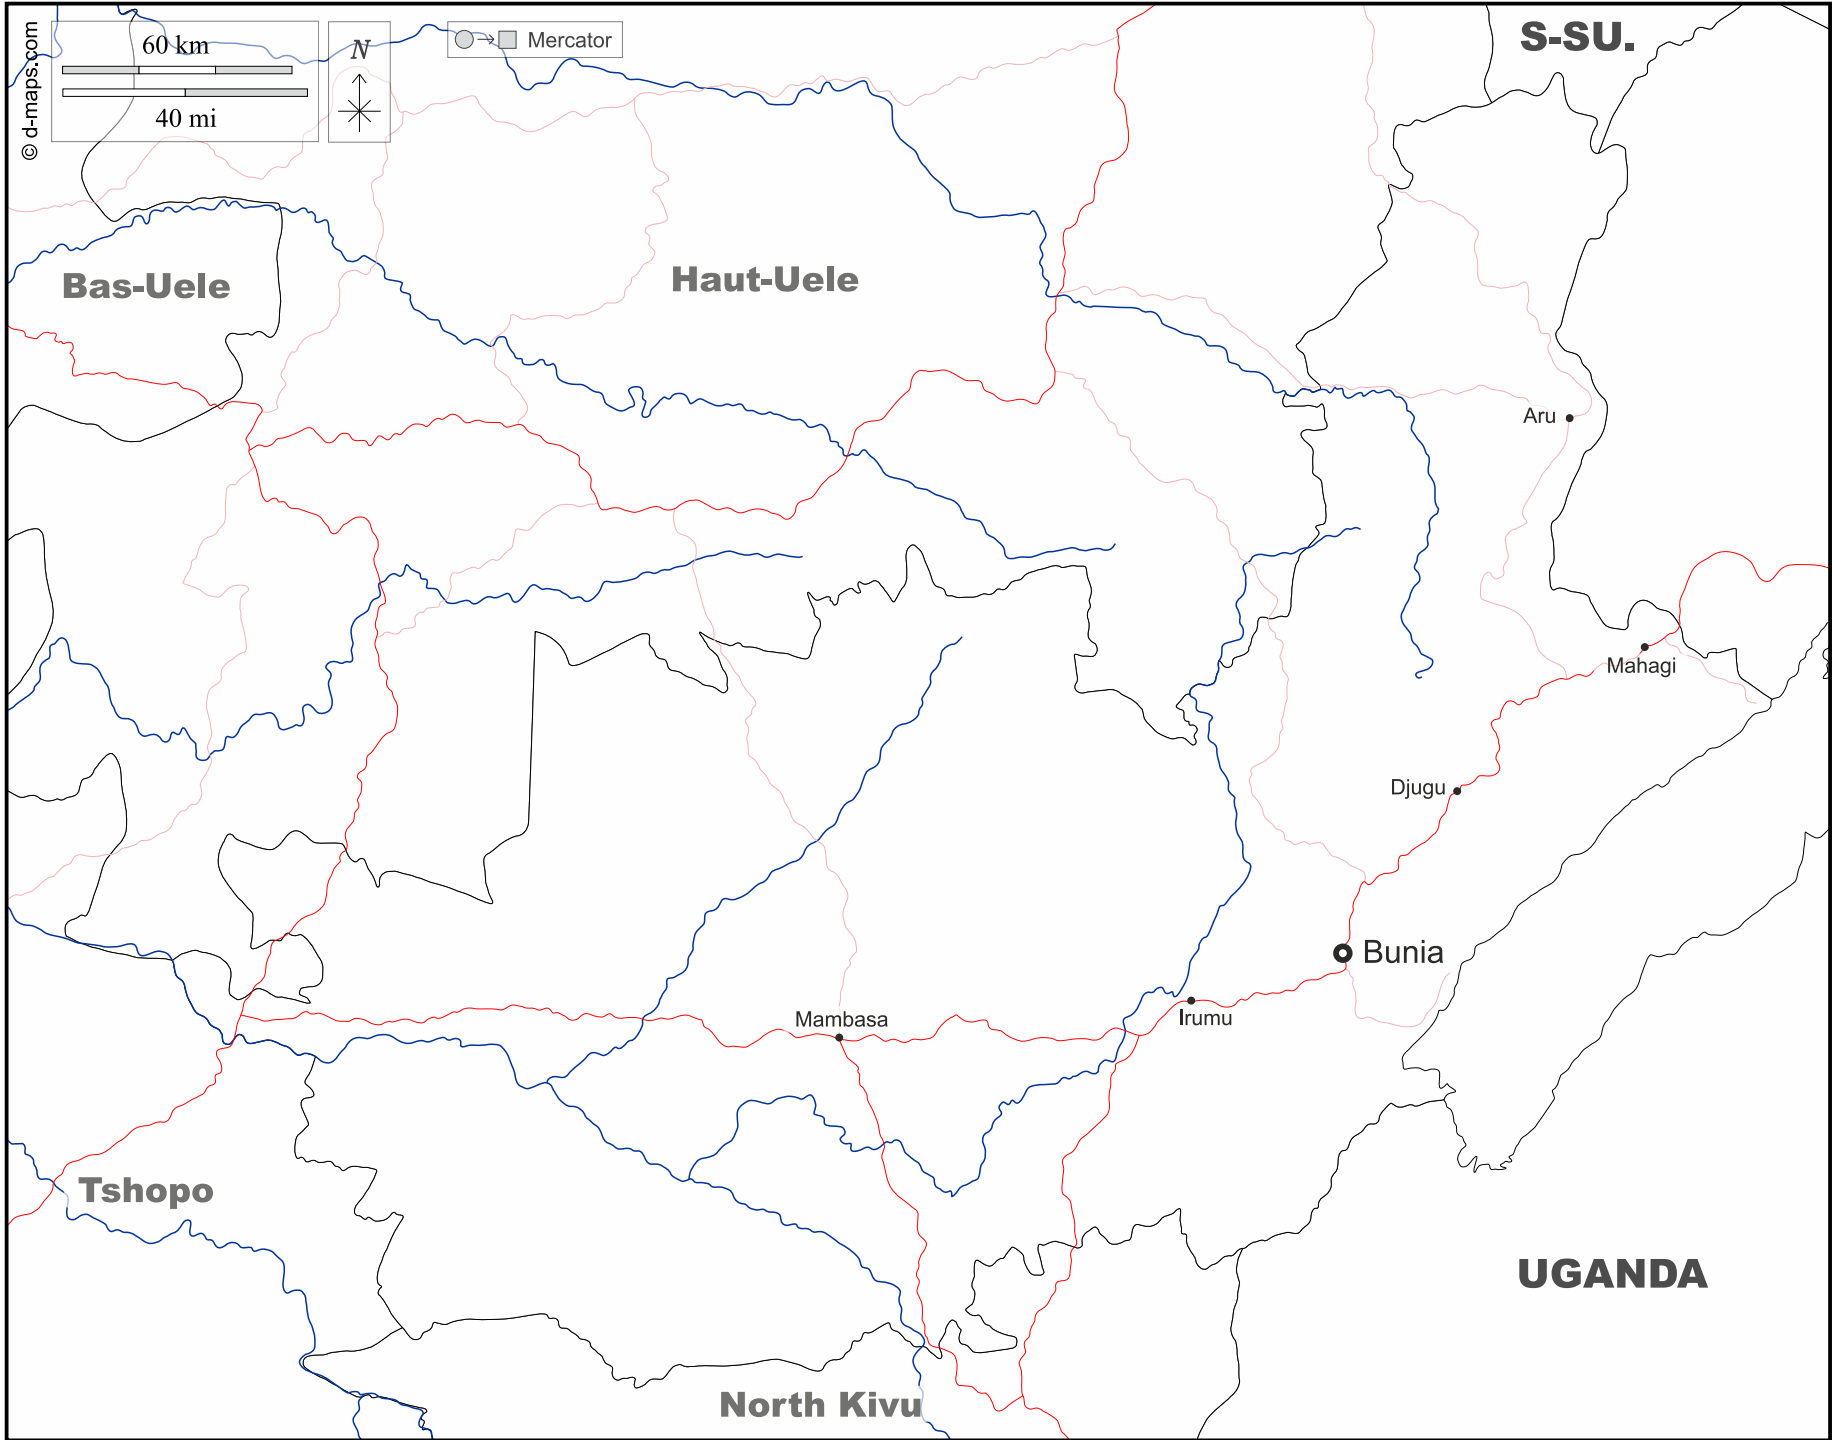 © d-maps.com
60 km
40 mi
N
Mercator
S-SU.
Bas-Uele
Haut-Uele
Aru
Mahagi
Djugu
Bunia
Irumu
Mambasa
Tshopo
UGANDA
North Kivu